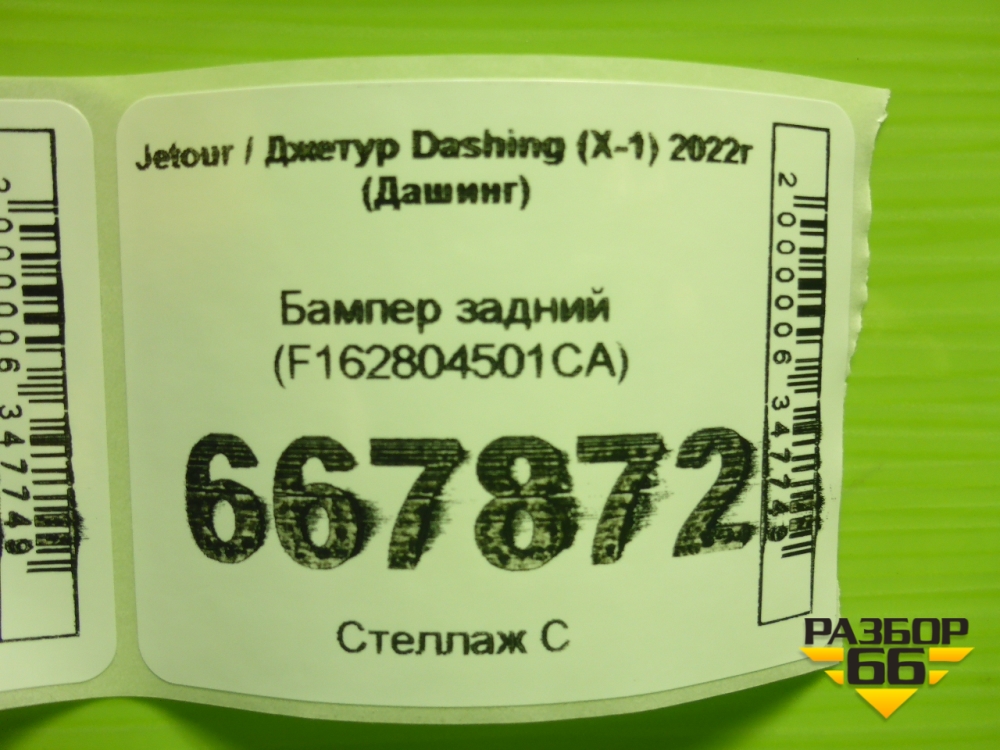 Jetour / Джетур Dashing (X-1) 2022г
(Дашинг)
Бампер задний
(F162804501CA)
667872
Стеллаж С
2000006347749
2000006347749
РАЗБОР
66